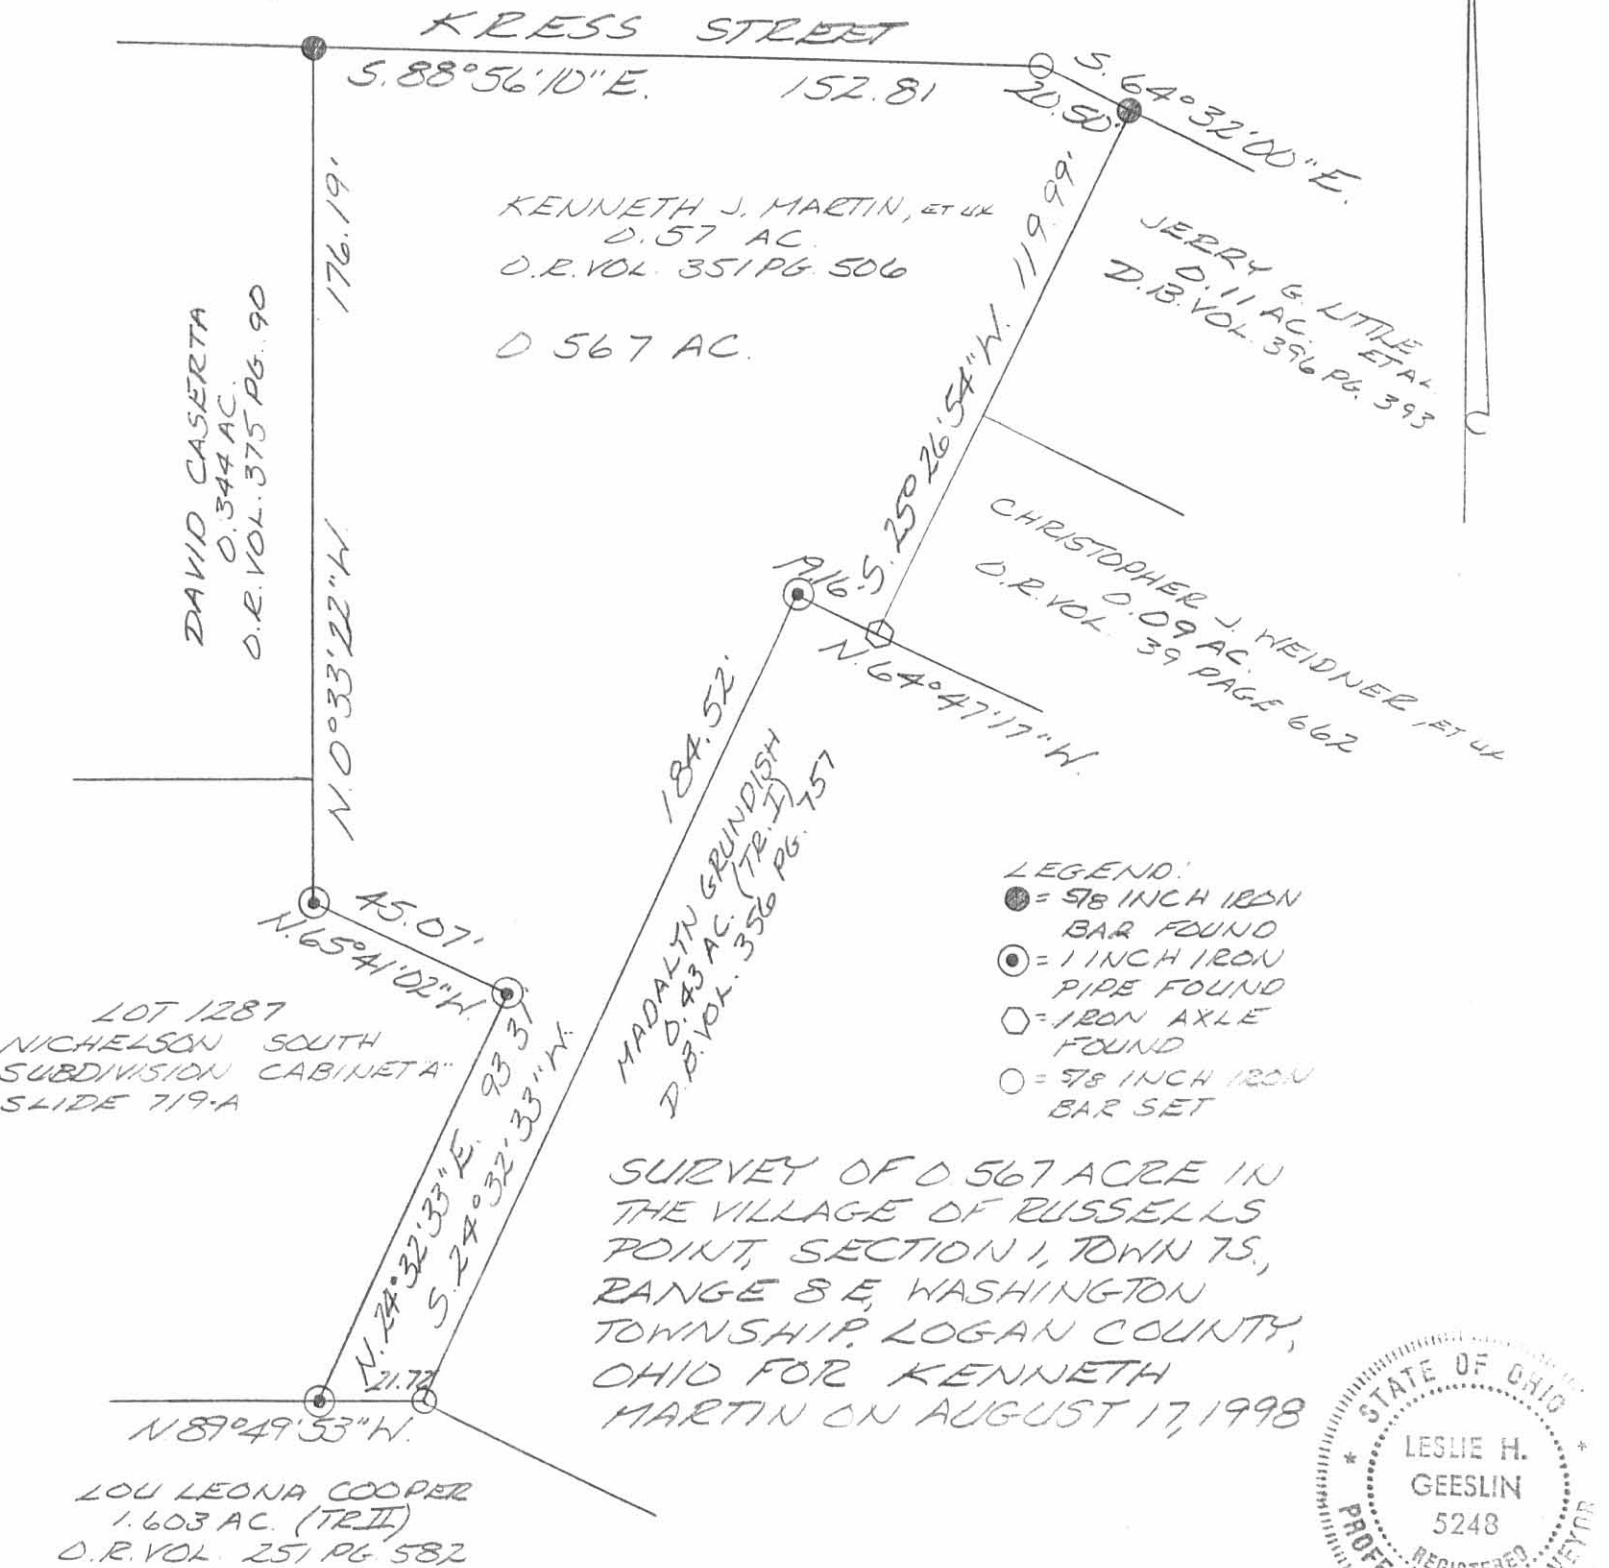 KRESS STREET
S. 88°56'10" E. 152.81
S. 64°32'00" E.
20.50'
176.19'
N. 0°33'22" W.
KENNETH J. MARTIN, ET UX
0.57 AC.
O.R. VOL. 351 PG. 506
0 567 AC.
119.99'
S. 25° 26'54" W.
JERRY G. LITTLE
ET AL
0.11 AC.
D.B. VOL. 396 PG. 393
DAVID CASERTA
0.344 AC.
O.R. VOL. 375 PG. 90
CHRISTOPHER J. WEIDNER, ET UX
0.09 AC.
O.R. VOL. 39 PAGE 662
19.16'
N. 64°47'17" W.
184.52'
S. 24°32'33" W.
MADALYN GRUNDISH
0.43 AC. (TR. I)
D.B. VOL. 356 PG. 757
45.07'
N. 65°41'02" W.
93 37'
N. 24°32'33" E.
LOT 1287
NICHELSON SOUTH
SUBDIVISION CABINET "A"
SLIDE 719-A
21.72'
N 89°49'53" W.
LOU LEONA COOPER
1.603 AC. (TR II)
O.R. VOL. 251 PG. 582
LEGEND:
= 5/8 INCH IRON
BAR FOUND
= 1 INCH IRON
PIPE FOUND
= IRON AXLE
FOUND
= 5/8 INCH IRON
BAR SET
SURVEY OF 0 567 ACRE IN
THE VILLAGE OF RUSSELLS
POINT, SECTION 1, TOWN 7S.,
RANGE 8 E, WASHINGTON
TOWNSHIP. LOGAN COUNTY,
OHIO FOR KENNETH
MARTIN ON AUGUST 17, 1998
STATE OF OHIO
LESLIE H.
GEESLIN
5248
REGISTERED